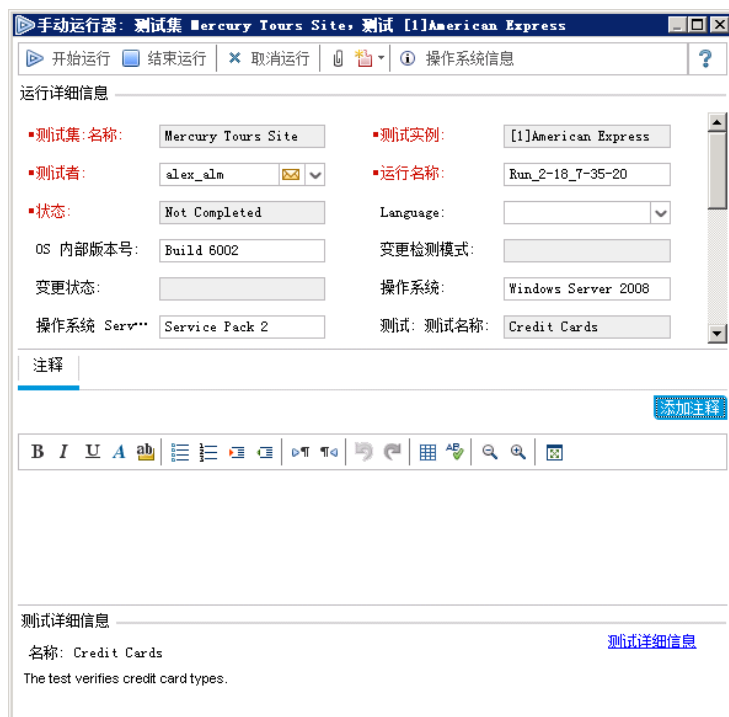 手动运行器: 测试集 Mercury Tours Site，测试 [1]American Express
开始运行 结束运行 取消运行 操作系统信息 ?
运行详细信息
测试集:名称: Mercury Tours Site 测试实例: [1]American Express
测试者: alex_alm 运行名称: Run_2-18_7-35-20
状态: Not Completed Language:
OS 内部版本号: Build 6002 变更检测模式:
变更状态: 操作系统: Windows Server 2008
操作系统 Serv… Service Pack 2 测试: 测试名称: Credit Cards
注释
添加注释
B I U A ab
测试详细信息
测试详细信息
名称: Credit Cards
The test verifies credit card types.